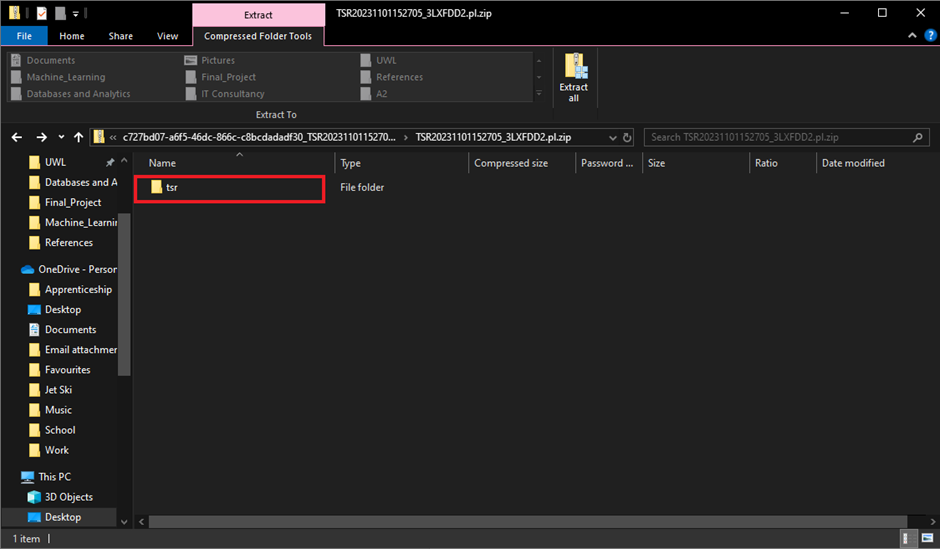 Extract
TSR20231101152705_3LXFDD2.pl.zip
File
Home
Share
View
Compressed Folder Tools
Documents
Pictures
UWL
Machine_Learning
Final_Project
References
Databases and Analytics
IT Consultancy
A2
Extract To
Extract
all
« c727bd07-a6f5-46dc-866c-c8bcdadadf30_TSR2023110115270... › TSR20231101152705_3LXFDD2.pl.zip
Search TSR20231101152705_3LXFDD2.pl.zip
Name
Type
Compressed size
Password ...
Size
Ratio
Date modified
tsr
File folder
UWL
Databases and A
Final_Project
Machine_Learnin
References
OneDrive - Person
Apprenticeship
Desktop
Documents
Email attachmen
Favourites
Jet Ski
Music
School
Work
This PC
3D Objects
Desktop
1 item